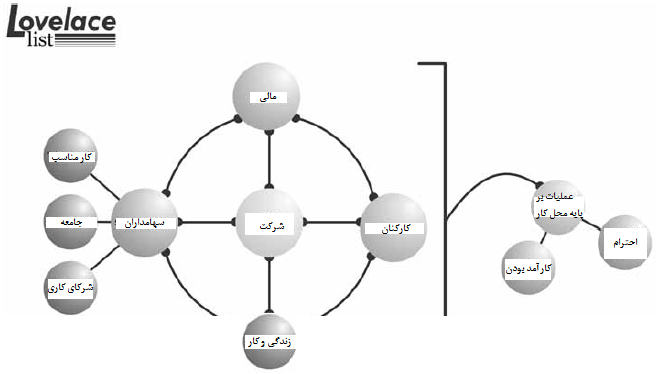 Lovelace
list
مالی
کار مناسب
جامعه
سهامداران
شرکت
کارکنان
شرکای کاری
زندگی و کار
عملیات بر
پایه محل کار
احترام
کارآمد بودن